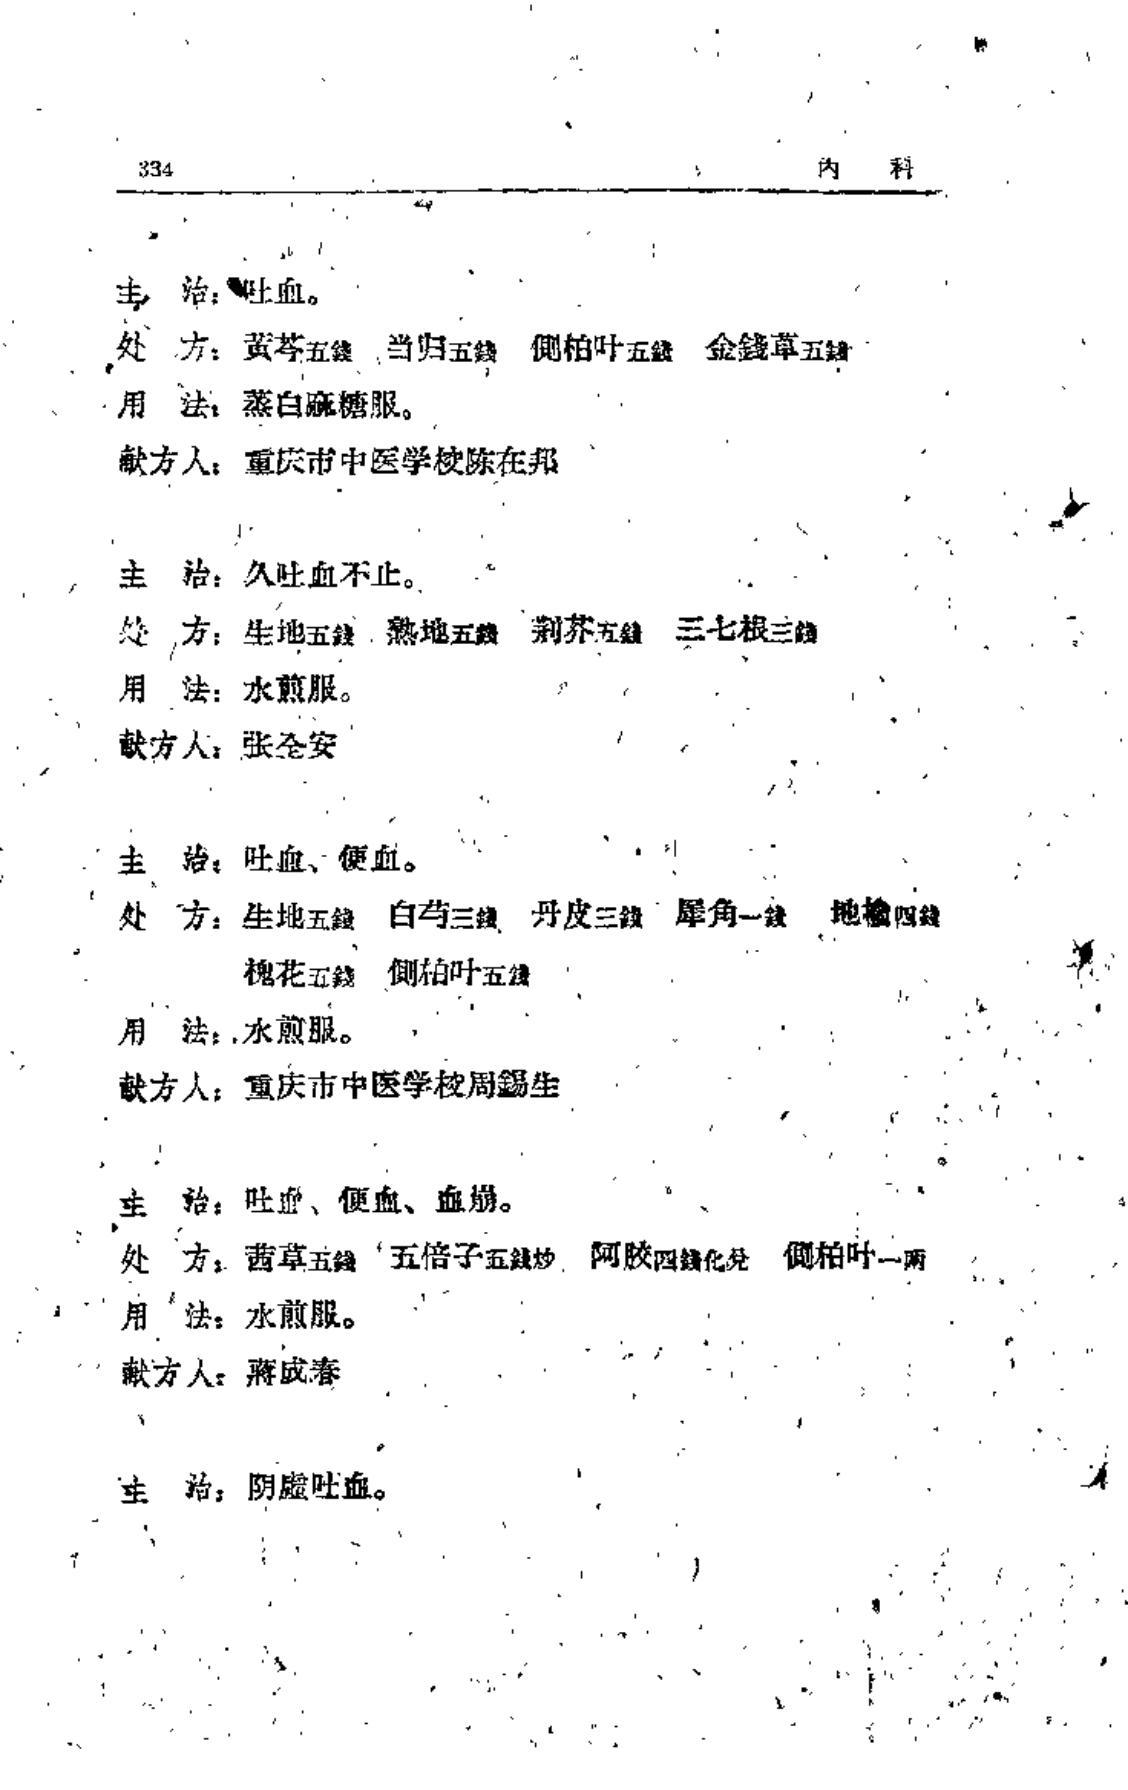 334 内 科
主 治：吐血。
处 方：黃芩五錢 当归五錢 側柏叶五錢 金錢草五錢
用 法：蒸白麻糖服。
献方人：重庆市中医学校陈在邦
主 治：久吐血不止。
处 方：生地五錢 熟地五錢 荆芥五錢 三七根三錢
用 法：水煎服。
献方人：张全安
主 治：吐血、便血。
处 方：生地五錢 白芍三錢 丹皮三錢 犀角一錢 地榆四錢
槐花五錢 側柏叶五錢
用 法：水煎服。
献方人：重庆市中医学校周錫生
主 治：吐血、便血、血崩。
处 方：茜草五錢 五倍子五錢炒 阿胶四錢化兌 側柏叶一兩
用 法：水煎服。
献方人：蔣成春
主 治：阴虛吐血。